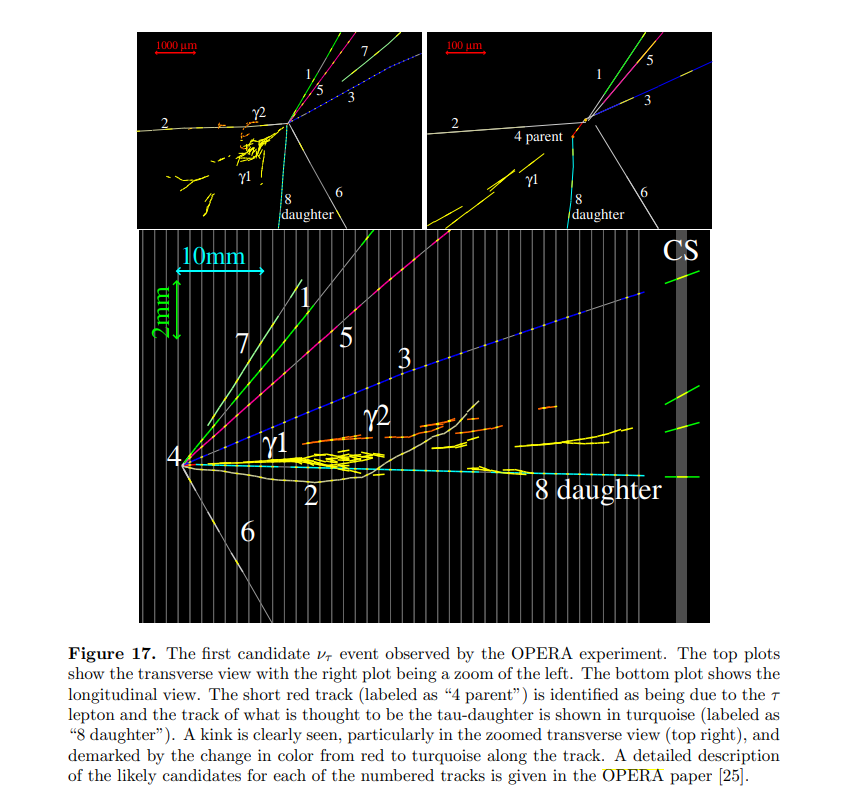 1000 µm
7
1
5
3
2
γ2
γ1
6
8
daughter
100 µm
5
1
3
2
4 parent
γ1
8
6
daughter
10mm
CS
2mm
1
7
5
3
γ2
γ1
4
2
8 daughter
6
Figure 17. The first candidate ντ event observed by the OPERA experiment. The top plots
show the transverse view with the right plot being a zoom of the left. The bottom plot shows the
longitudinal view. The short red track (labeled as “4 parent”) is identified as being due to the τ
lepton and the track of what is thought to be the tau-daughter is shown in turquoise (labeled as
“8 daughter”). A kink is clearly seen, particularly in the zoomed transverse view (top right), and
demarked by the change in color from red to turquoise along the track. A detailed description
of the likely candidates for each of the numbered tracks is given in the OPERA paper [25].